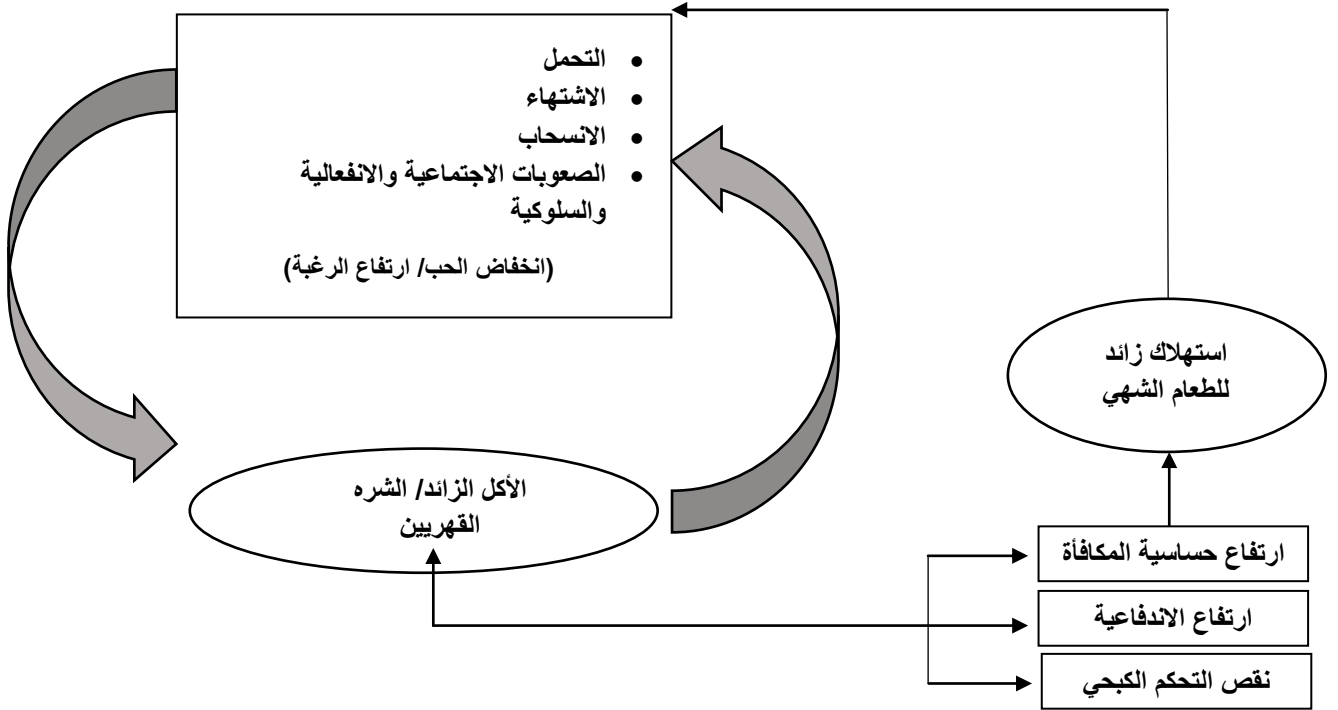 • التحمل
• الاشتهاء
• الانسحاب
• الصعوبات الاجتماعية والانفعالية
والسلوكية
(انخفاض الحب/ ارتفاع الرغبة)
استهلاك زائد
للطعام الشهي
الأكل الزائد/ الشره
القهريين
ارتفاع حساسية المكافأة
ارتفاع الاندفاعية
نقص التحكم الكبحي